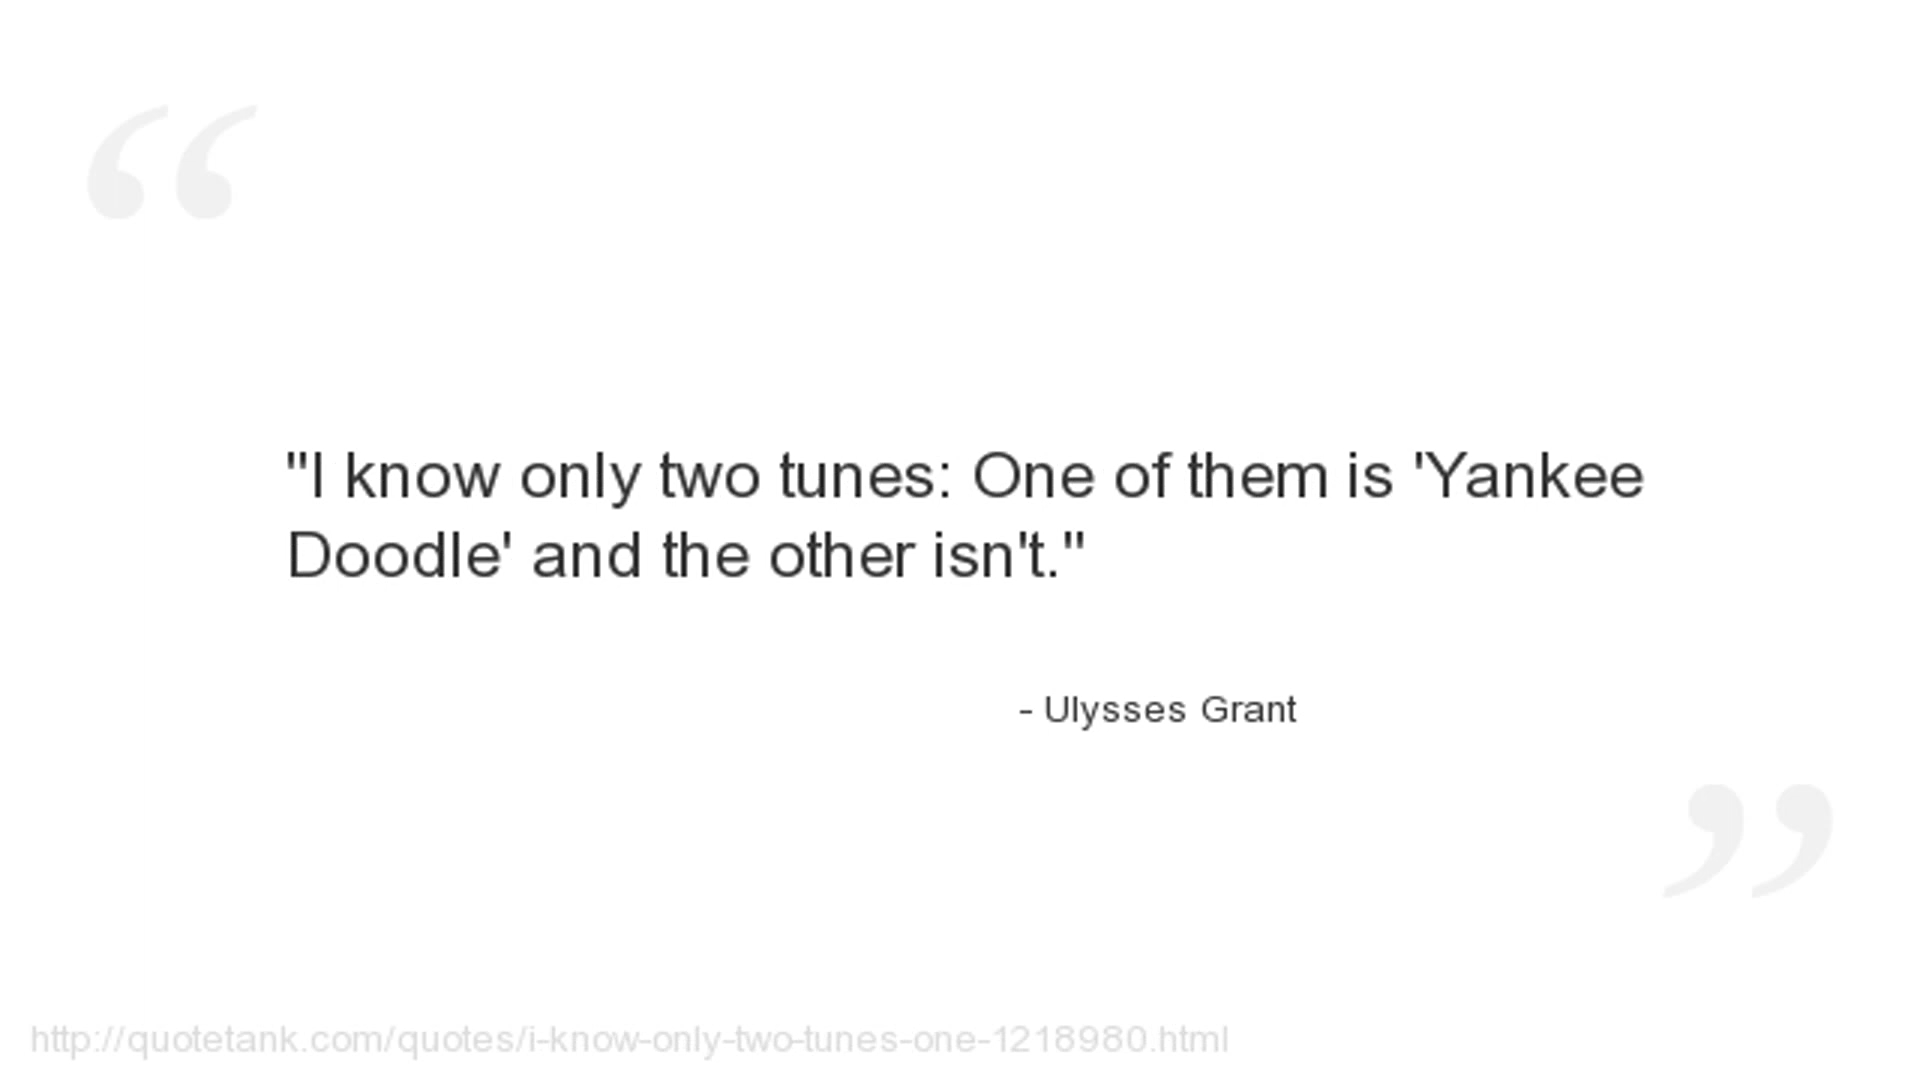 "I know only two tunes: One of them is 'Yankee
Doodle' and the other isn't."
- Ulysses Grant
http://quotetank.com/quotes/i-know-only-two-tunes-one-1218980.html